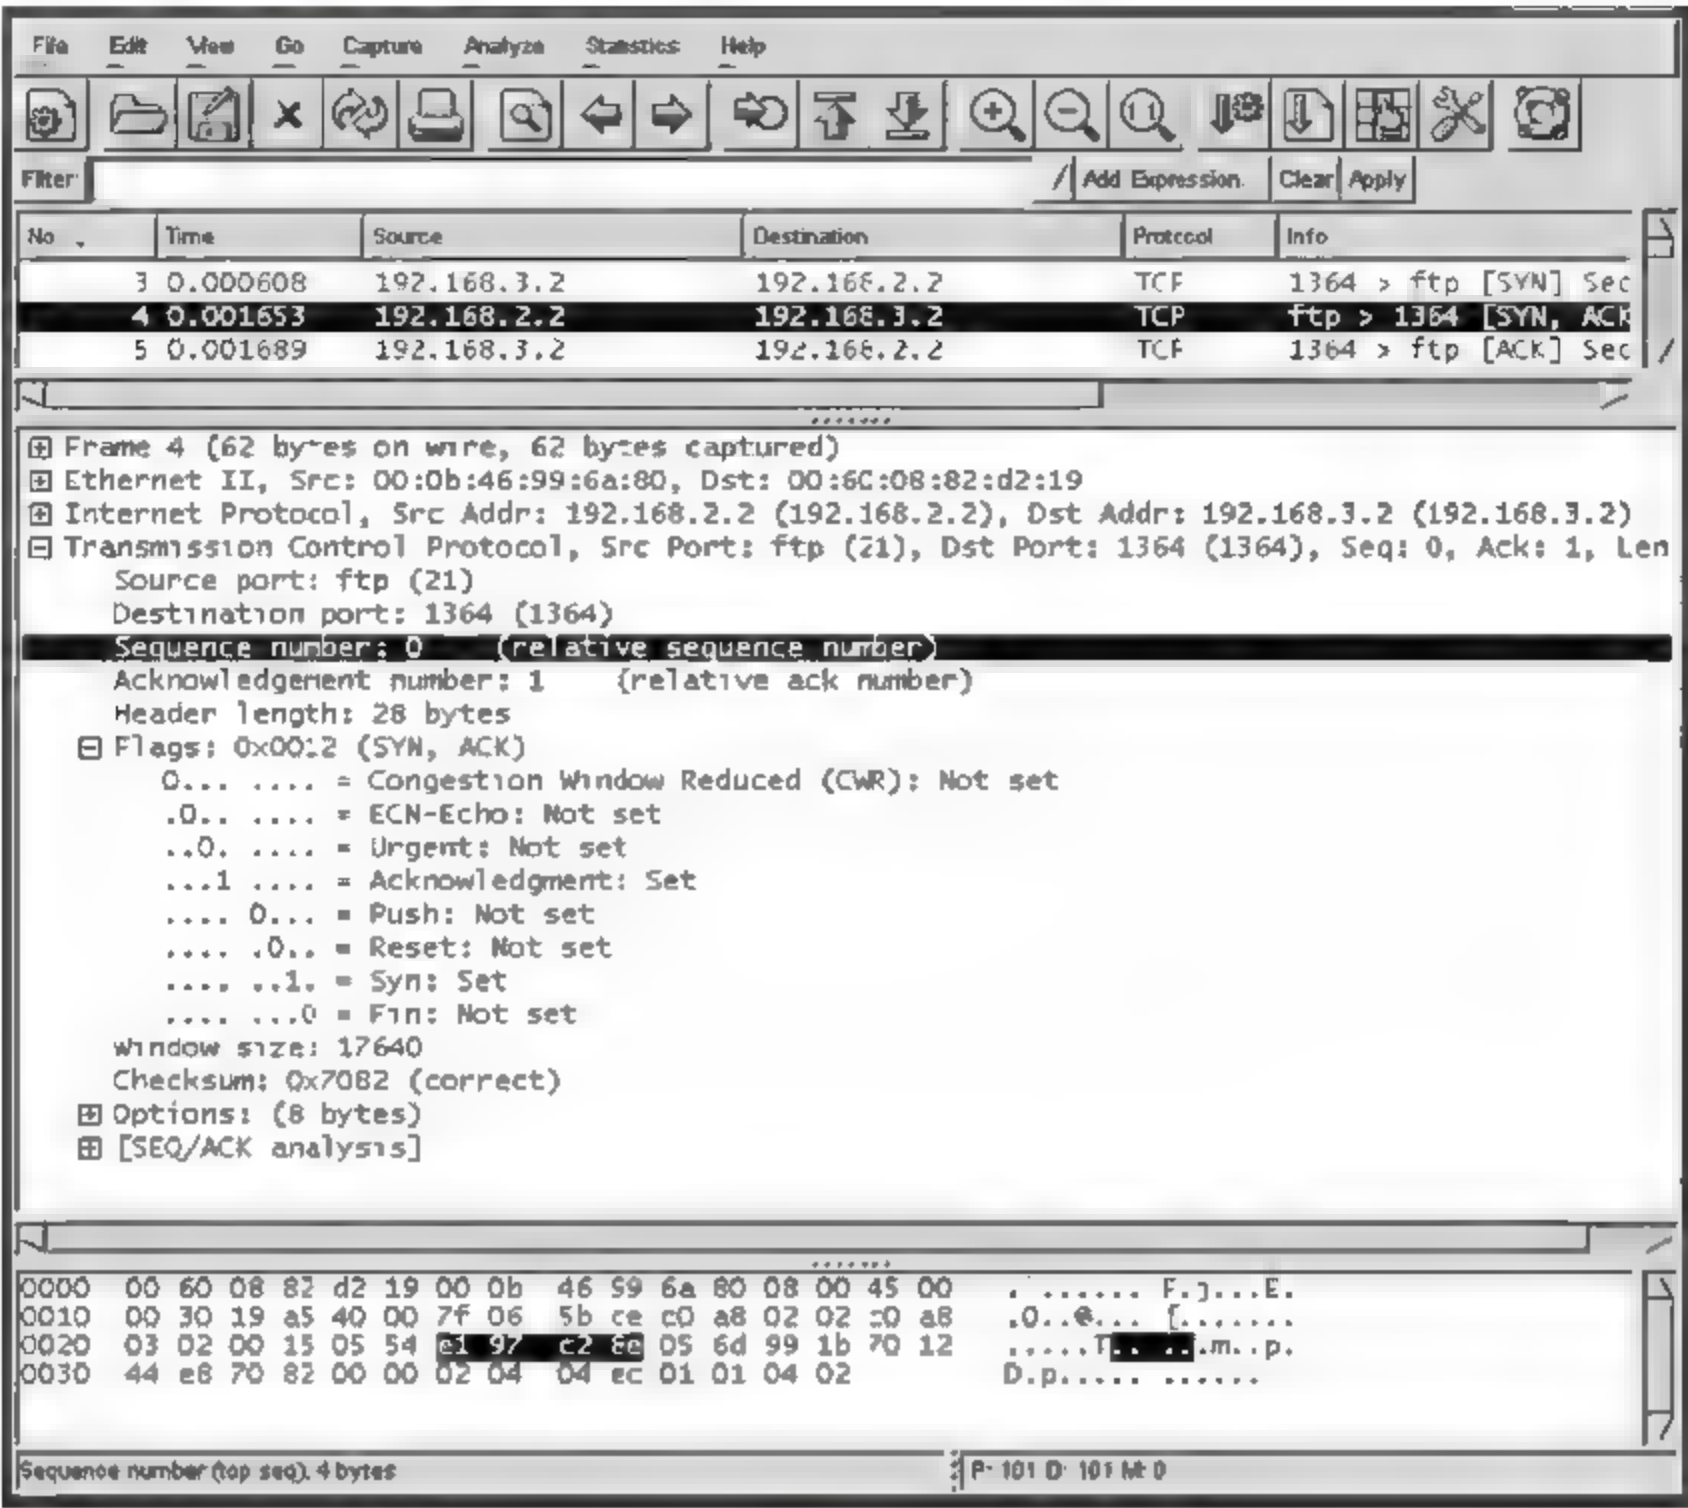 File Edit View Go Capture Analyze Statistics Help
Filter: Add Expression Clear Apply
No. Time Source Destination Protocol Info
3 0.000608 192.168.3.2 192.168.2.2 TCP 1364 > ftp [SYN] Sec
4 0.001653 192.168.2.2 192.168.3.2 TCP ftp > 1364 [SYN, ACK
5 0.001689 192.168.3.2 192.168.2.2 TCP 1364 > ftp [ACK] Sec
Frame 4 (62 bytes on wire, 62 bytes captured)
Ethernet II, Src: 00:0b:46:99:6a:80, Dst: 00:60:08:82:d2:19
Internet Protocol, Src Addr: 192.168.2.2 (192.168.2.2), Dst Addr: 192.168.3.2 (192.168.3.2)
Transmission Control Protocol, Src Port: ftp (21), Dst Port: 1364 (1364), Seq: 0, Ack: 1, Len
Source port: ftp (21)
Destination port: 1364 (1364)
Sequence number: 0 (relative sequence number)
Acknowledgement number: 1 (relative ack number)
Header length: 28 bytes
Flags: 0x0012 (SYN, ACK)
0... .... = Congestion Window Reduced (CWR): Not set
.0.. .... = ECN-Echo: Not set
..0. .... = Urgent: Not set
...1 .... = Acknowledgment: Set
.... 0... = Push: Not set
.... .0.. = Reset: Not set
.... ..1. = Syn: Set
.... ...0 = Fin: Not set
Window size: 17640
Checksum: 0x7082 (correct)
Options: (8 bytes)
[SEQ/ACK analysis]
0000 00 60 08 82 d2 19 00 0b 46 99 6a 80 08 00 45 00 .`...... F.j...E.
0010 00 30 19 a5 40 00 7f 06 5b ce c0 a8 02 02 c0 a8 .0..@... [.......
0020 03 02 00 15 05 54 e1 97 c2 8e 05 6d 99 1b 70 12 .....T.. ...m..p.
0030 44 e8 70 82 00 00 02 04 04 ec 01 01 04 02 D.p..... ......
Sequence number (tcp seq), 4 bytes P: 101 D: 101 M: 0